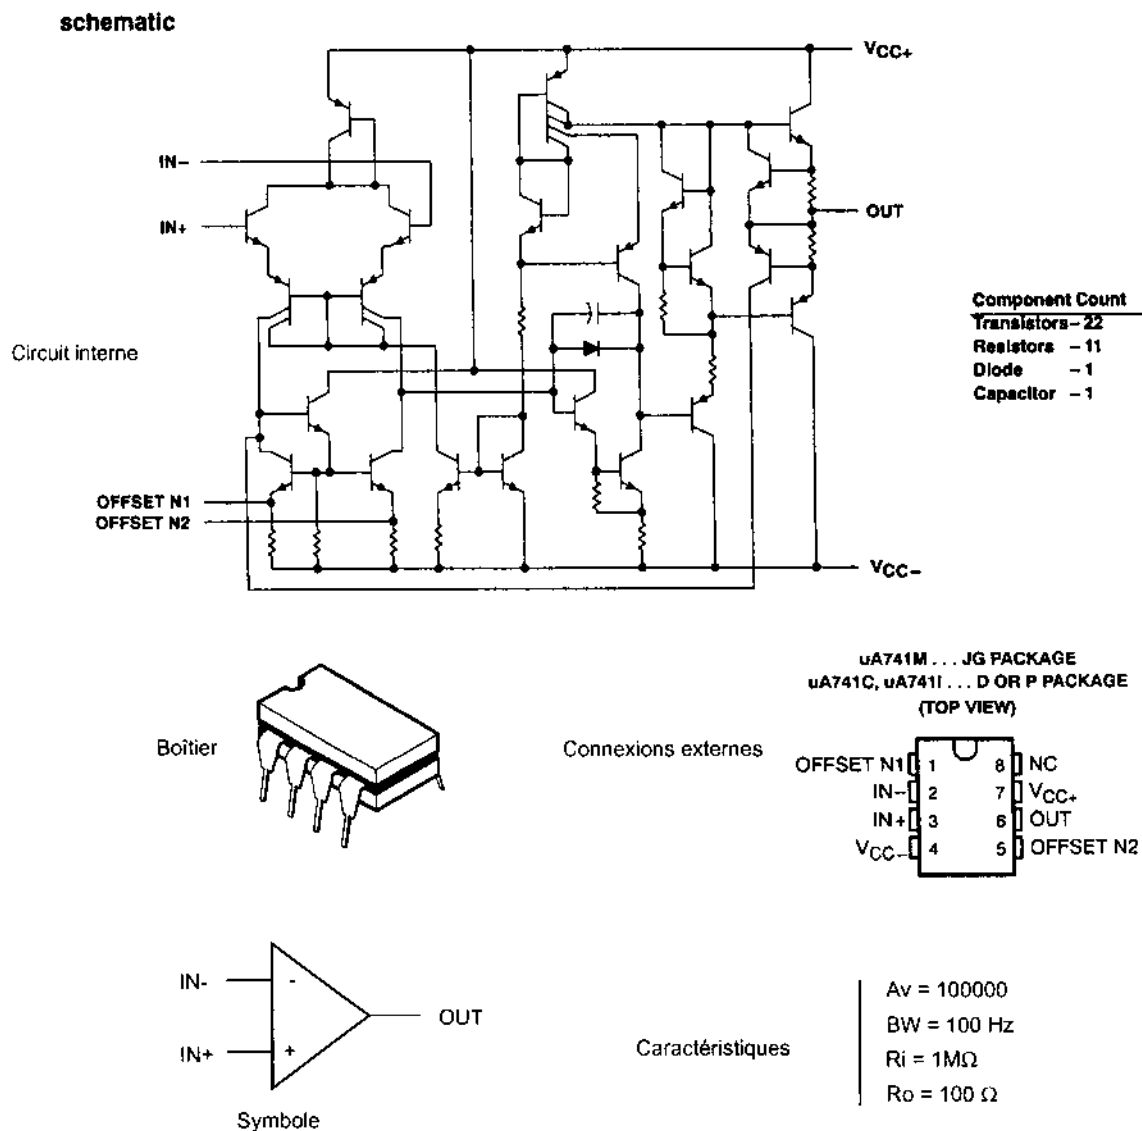 schematic
VCC+
IN−
IN+
OUT
Component Count
Transistors – 22
Resistors – 11
Diode – 1
Capacitor – 1
Circuit interne
OFFSET N1
OFFSET N2
VCC−
uA741M . . . JG PACKAGE
uA741C, uA741I . . . D OR P PACKAGE
(TOP VIEW)
Boîtier
Connexions externes
OFFSET N1 1 8 NC
IN− 2 7 VCC+
IN+ 3 6 OUT
VCC− 4 5 OFFSET N2
IN- -
OUT
IN+ +
Symbole
Caractéristiques
Av = 100000
BW = 100 Hz
Ri = 1MΩ
Ro = 100 Ω